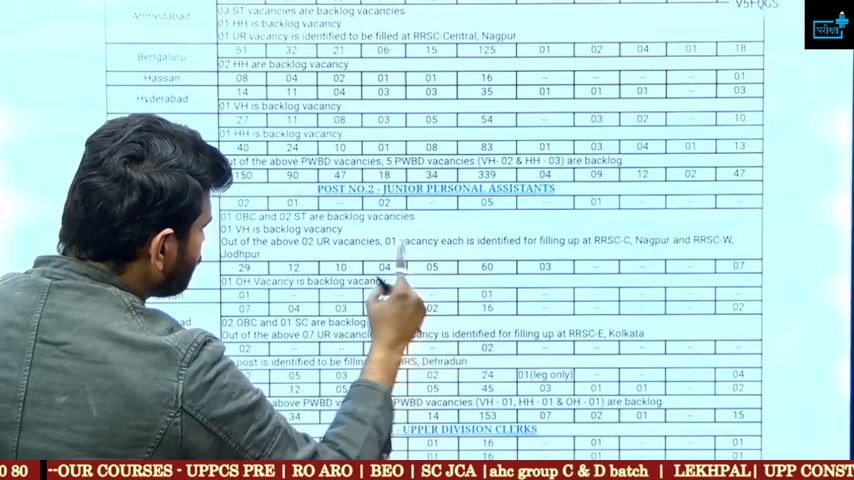 V5FQGS
परीक्षा
Ahmedabad
03 ST vacancies are backlog vacancies
01 HH is backlog vacancy
01 UR vacancy is identified to be filled at RRSC-Central, Nagpur
Bengaluru 51 32 21 06 15 125 01 02 04 01 18
02 HH are backlog vacancy
Hassan 08 04 02 01 01 16 -- -- -- -- 01
Hyderabad 14 11 04 03 03 35 01 01 01 -- 03
01 VH is backlog vacancy
27 11 08 03 05 54 -- 03 02 -- 10
01 HH is backlog vacancy
40 24 10 01 08 83 01 03 04 01 13
Out of the above PWBD vacancies, 5 PWBD vacancies (VH- 02 & HH - 03) are backlog
150 90 47 18 34 339 04 09 12 02 47
POST NO.2 - JUNIOR PERSONAL ASSISTANTS
02 01 -- 02 -- 05 -- 01 -- -- --
01 OBC and 02 ST are backlog vacancies
01 VH is backlog vacancy
Out of the above 02 UR vacancies, 01 vacancy each is identified for filling up at RRSC-C, Nagpur and RRSC-W,
Jodhpur
29 12 10 04 05 60 03 -- -- -- 07
01 OH Vacancy is backlog vacancy
01 -- -- -- 01 -- -- -- -- --
07 04 03 02 16 -- -- -- -- 02
02 OBC and 01 SC are backlog
Out of the above 07 UR vacancy is identified for filling up at RRSC-E, Kolkata
02 -- -- -- 02 -- -- -- -- --
post is identified to be filling IIRS, Dehradun
05 03 02 24 01(leg only) -- -- -- 04
12 05 05 45 03 01 01 -- 02
above PWBD PWBD vacancies (VH - 01; HH - 01 & OH - 01) are backlog
34 14 153 07 02 01 -- 15
- UPPER DIVISION CLERKS
01 16 -- 01 -- -- 01
0 80 --OUR COURSES - UPPCS PRE | RO ARO | BEO | SC JCA |ahc group C & D batch | LEKHPAL| UPP CONST